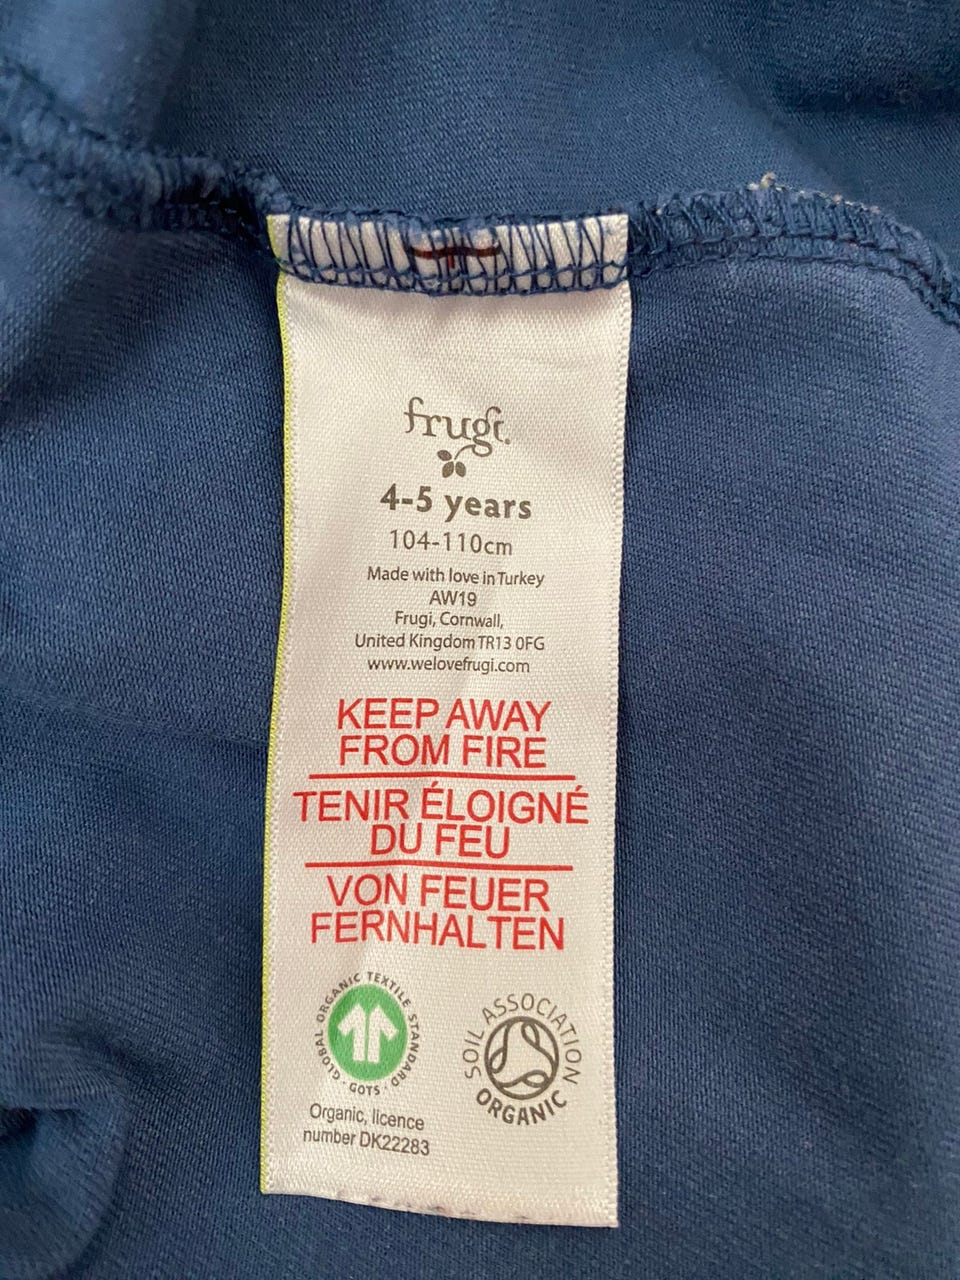 frugi.
4-5 years
104-110cm
Made with love in Turkey
AW19
Frugi, Cornwall,
United Kingdom TR13 0FG
www.welovefrugi.com
KEEP AWAY
FROM FIRE
TENIR ÉLOIGNÉ
DU FEU
VON FEUER
FERNHALTEN
GLOBAL ORGANIC TEXTILE STANDARD · GOTS ·
Organic, licence
number DK22283
SOIL ASSOCIATION
ORGANIC